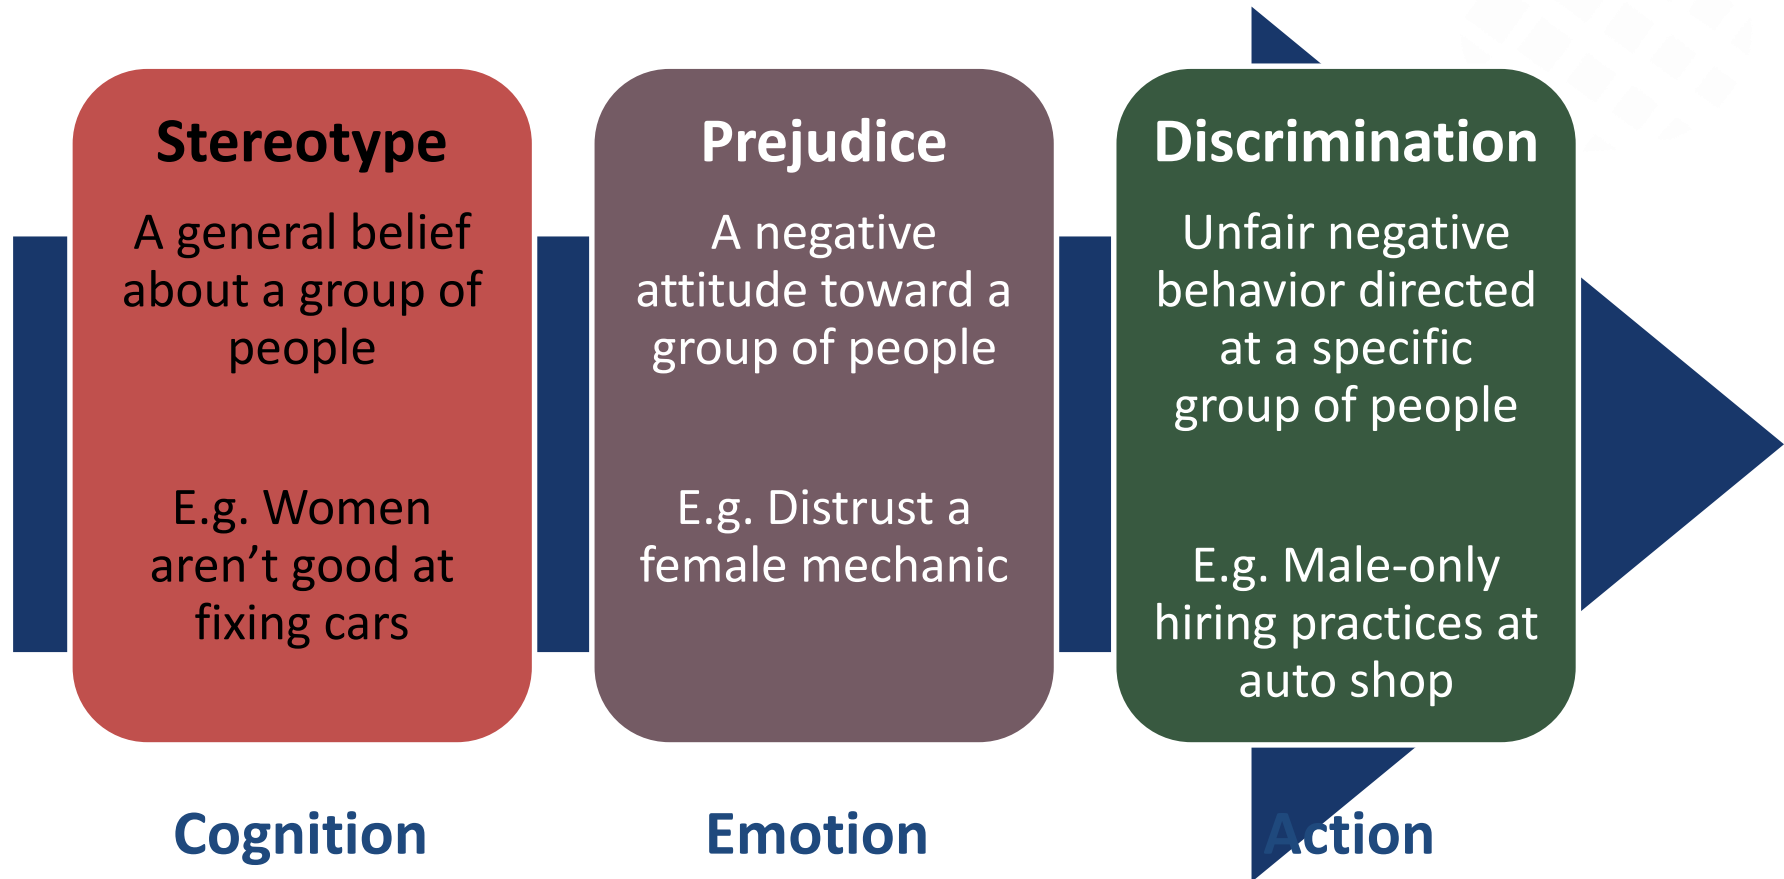 Stereotype
A general belief
about a group of
people
E.g. Women
aren’t good at
fixing cars
Cognition
Prejudice
A negative
attitude toward a
group of people
E.g. Distrust a
female mechanic
Emotion
Discrimination
Unfair negative
behavior directed
at a specific
group of people
E.g. Male-only
hiring practices at
auto shop
Action